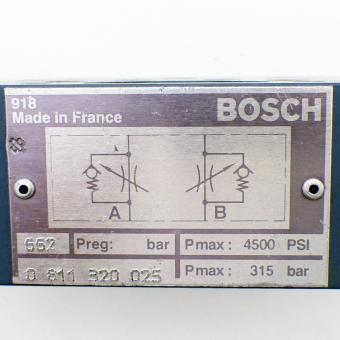 918
Made in France
BOSCH
A B
662 Preg: bar Pmax: 4500 PSI
0 811 320 025 Pmax: 315 bar